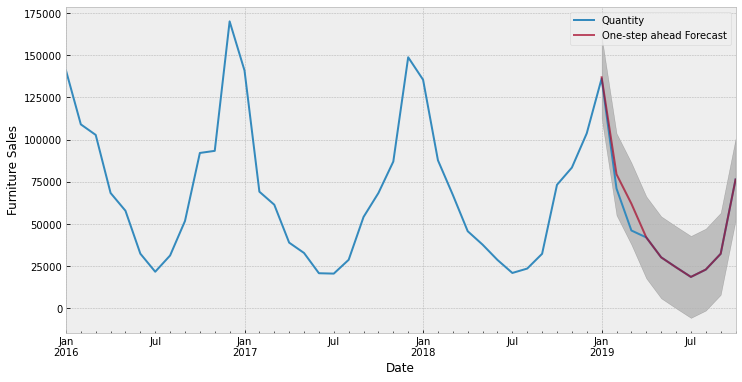 175000
150000
125000
100000
75000
50000
25000
0
Furniture Sales
Quantity
One-step ahead Forecast
Jan Jul Jan Jul Jan Jul Jan Jul
2016 2017 2018 2019
Date